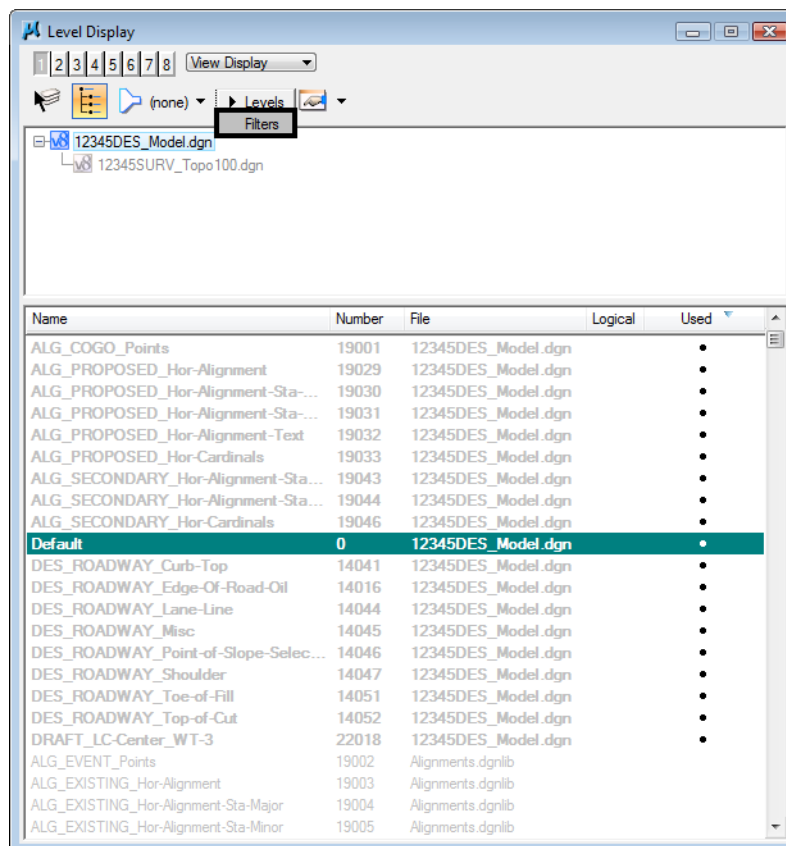 Level Display
1 2 3 4 5 6 7 8 View Display
(none) Levels
Filters
12345DES_Model.dgn
12345SURV_Topo100.dgn
Name Number File Logical Used
ALG_COGO_Points 19001 12345DES_Model.dgn •
ALG_PROPOSED_Hor-Alignment 19029 12345DES_Model.dgn •
ALG_PROPOSED_Hor-Alignment-Sta-... 19030 12345DES_Model.dgn •
ALG_PROPOSED_Hor-Alignment-Sta-... 19031 12345DES_Model.dgn •
ALG_PROPOSED_Hor-Alignment-Text 19032 12345DES_Model.dgn •
ALG_PROPOSED_Hor-Cardinals 19033 12345DES_Model.dgn •
ALG_SECONDARY_Hor-Alignment-Sta... 19043 12345DES_Model.dgn •
ALG_SECONDARY_Hor-Alignment-Sta... 19044 12345DES_Model.dgn •
ALG_SECONDARY_Hor-Cardinals 19046 12345DES_Model.dgn •
Default 0 12345DES_Model.dgn •
DES_ROADWAY_Curb-Top 14041 12345DES_Model.dgn •
DES_ROADWAY_Edge-Of-Road-Oil 14016 12345DES_Model.dgn •
DES_ROADWAY_Lane-Line 14044 12345DES_Model.dgn •
DES_ROADWAY_Misc 14045 12345DES_Model.dgn •
DES_ROADWAY_Point-of-Slope-Selec... 14046 12345DES_Model.dgn •
DES_ROADWAY_Shoulder 14047 12345DES_Model.dgn •
DES_ROADWAY_Toe-of-Fill 14051 12345DES_Model.dgn •
DES_ROADWAY_Top-of-Cut 14052 12345DES_Model.dgn •
DRAFT_LC-Center_WT-3 22018 12345DES_Model.dgn •
ALG_EVENT_Points 19002 Alignments.dgnlib
ALG_EXISTING_Hor-Alignment 19003 Alignments.dgnlib
ALG_EXISTING_Hor-Alignment-Sta-Major 19004 Alignments.dgnlib
ALG_EXISTING_Hor-Alignment-Sta-Minor 19005 Alignments.dgnlib